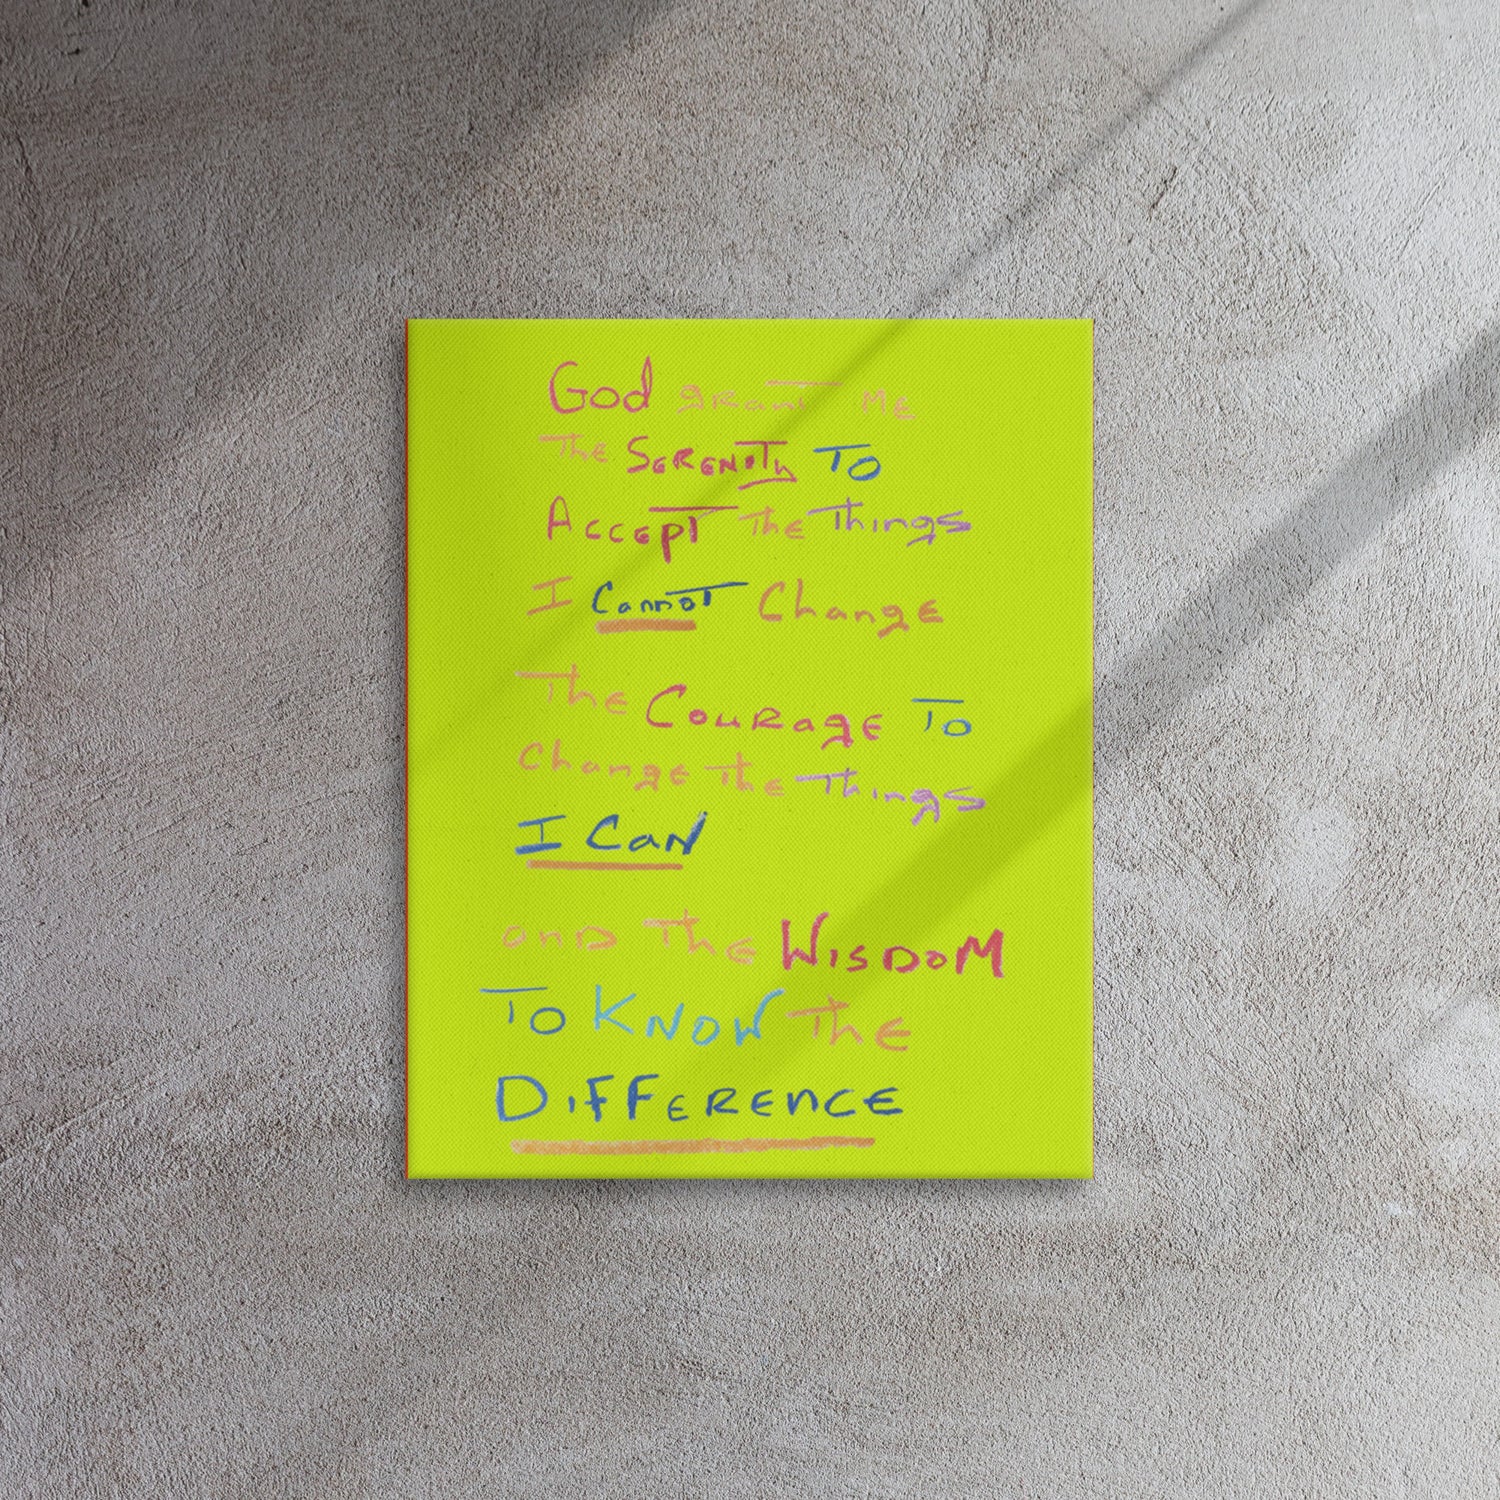 God grant ME
The SERENITy TO
ACCEPT The Things
I CannoT Change
The COURage TO
Change The Things
I CaN
anD The WISDOM
TO KNOW The
DIFFERENCE